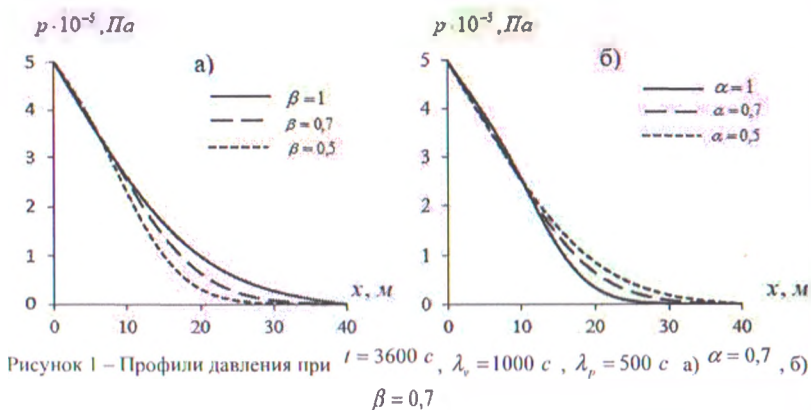 p·10⁻⁵, Па
p·10⁻⁵, Па
а)
β=1
β=0,7
β=0,5
5
4
3
2
1
0
0 10 20 30 40
x, м
б)
α=1
α=0,7
α=0,5
5
4
3
2
1
0
0 10 20 30 40
x, м
Рисунок 1 – Профили давления при t = 3600 с , λᵥ =1000 с , λₚ = 500 с а) α = 0,7 , б)
β = 0,7